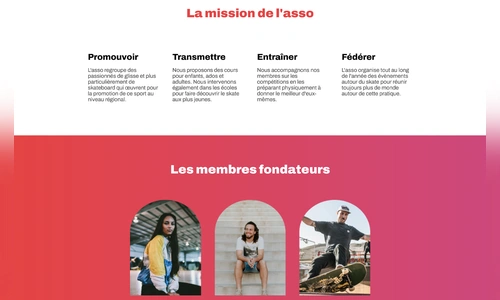 La mission de l'asso
Promouvoir
L'asso regroupe des
passionnés de glisse et plus
particulièrement de
skateboard qui œuvrent pour
la promotion de ce sport au
niveau régional.
Transmettre
Nous proposons des cours
pour enfants, ados et
adultes. Nous intervenons
également dans les écoles
pour faire découvrir le skate
aux plus jeunes.
Entraîner
Nous accompagnons nos
membres sur les
compétitions en les
préparant physiquement à
donner le meilleur d'eux-
mêmes.
Fédérer
L'asso organise tout au long
de l'année des évènements
autour du skate pour réunir
toujours plus de monde
autour de cette pratique.
Les membres fondateurs